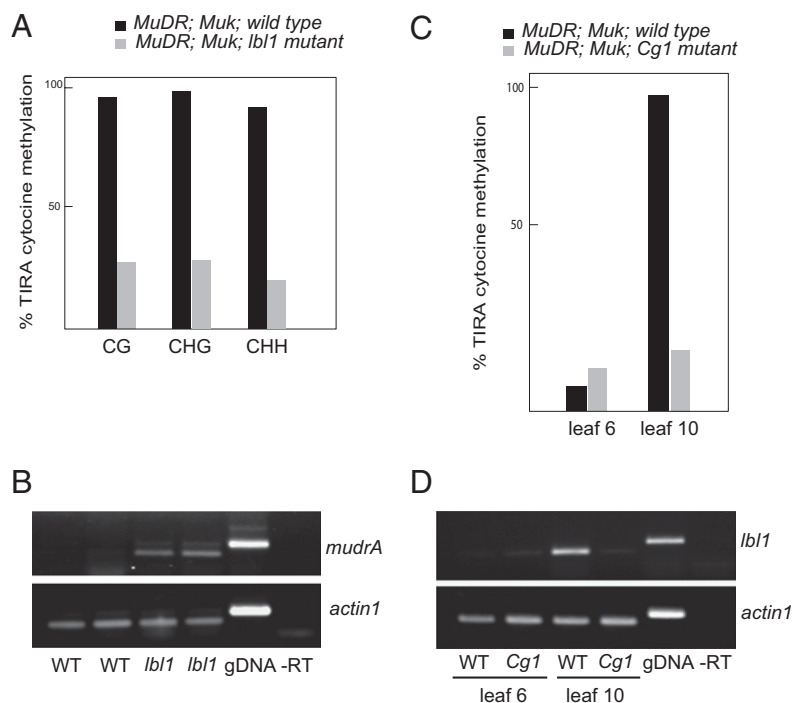 A
MuDR; Muk; wild type
MuDR; Muk; lbl1 mutant
% TIRA cytocine methylation
100
50
CG CHG CHH
C
MuDR; Muk; wild type
MuDR; Muk; Cg1 mutant
% TIRA cytocine methylation
100
50
leaf 6 leaf 10
B
mudrA
actin1
WT WT lbl1 lbl1 gDNA -RT
D
lbl1
actin1
WT Cg1 WT Cg1 gDNA -RT
leaf 6 leaf 10